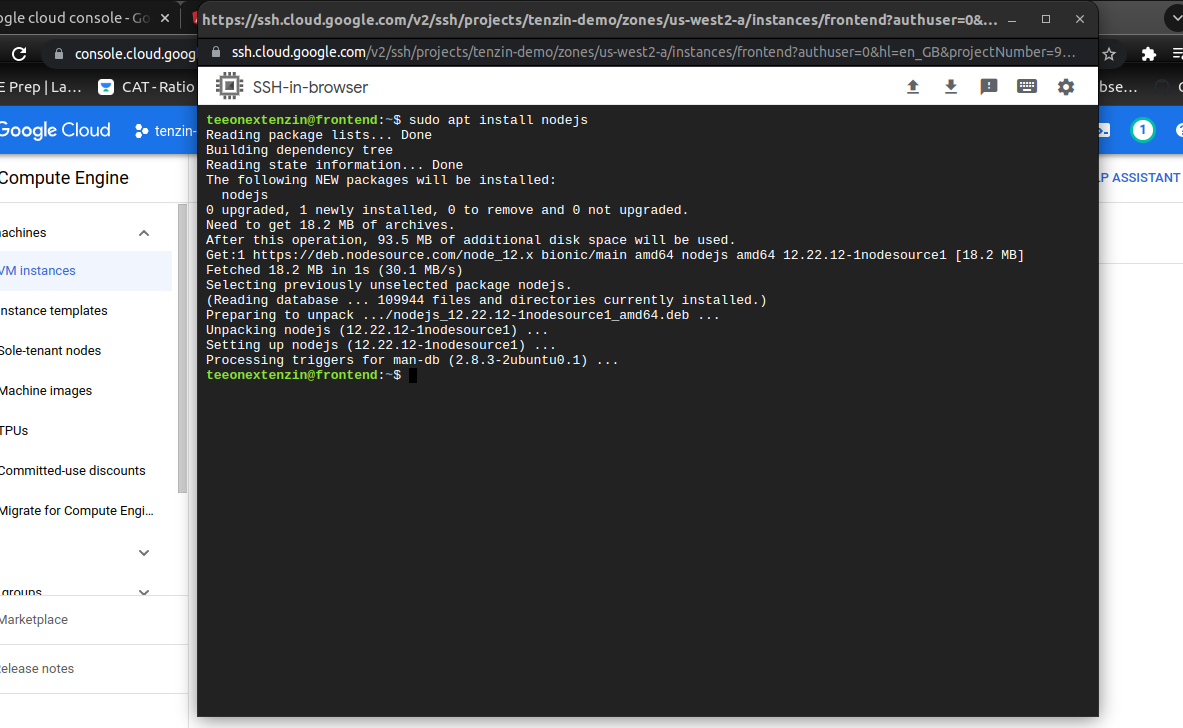 ogle cloud console - Go
https://ssh.cloud.google.com/v2/ssh/projects/tenzin-demo/zones/us-west2-a/instances/frontend?authuser=0&...
console.cloud.goog
ssh.cloud.google.com/v2/ssh/projects/tenzin-demo/zones/us-west2-a/instances/frontend?authuser=0&hl=en_GB&projectNumber=9...
E Prep | La...
CAT - Ratio
SSH-in-browser
bse...
Google Cloud
tenzin-
1
Compute Engine
LP ASSISTANT
achines
VM instances
nstance templates
Sole-tenant nodes
Machine images
TPUs
Committed-use discounts
Migrate for Compute Engi...
groups
Marketplace
elease notes
teeonextenzin@frontend:~$ sudo apt install nodejs
Reading package lists... Done
Building dependency tree
Reading state information... Done
The following NEW packages will be installed:
nodejs
0 upgraded, 1 newly installed, 0 to remove and 0 not upgraded.
Need to get 18.2 MB of archives.
After this operation, 93.5 MB of additional disk space will be used.
Get:1 https://deb.nodesource.com/node_12.x bionic/main amd64 nodejs amd64 12.22.12-1nodesource1 [18.2 MB]
Fetched 18.2 MB in 1s (30.1 MB/s)
Selecting previously unselected package nodejs.
(Reading database ... 109944 files and directories currently installed.)
Preparing to unpack .../nodejs_12.22.12-1nodesource1_amd64.deb ...
Unpacking nodejs (12.22.12-1nodesource1) ...
Setting up nodejs (12.22.12-1nodesource1) ...
Processing triggers for man-db (2.8.3-2ubuntu0.1) ...
teeonextenzin@frontend:~$